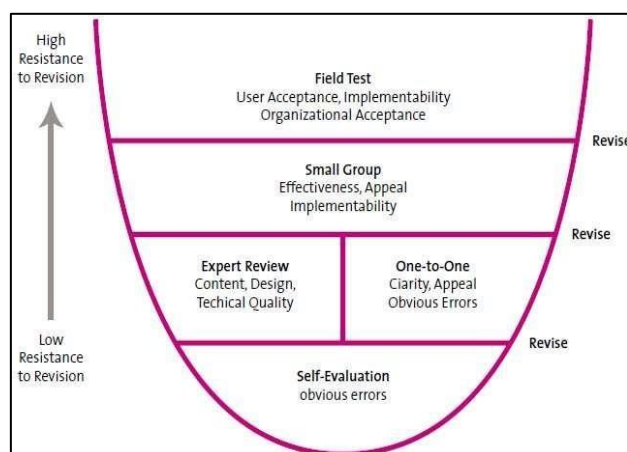 High
Resistance
to Revision
Field Test
User Acceptance, Implementability
Organizational Acceptance
Revise
Small Group
Effectiveness, Appeal
Implementability
Revise
Expert Review
Content, Design,
Techical Quality
One-to-One
Ciarity, Appeal
Obvious Errors
Low
Resistance
to Revision
Revise
Self-Evaluation
obvious errors